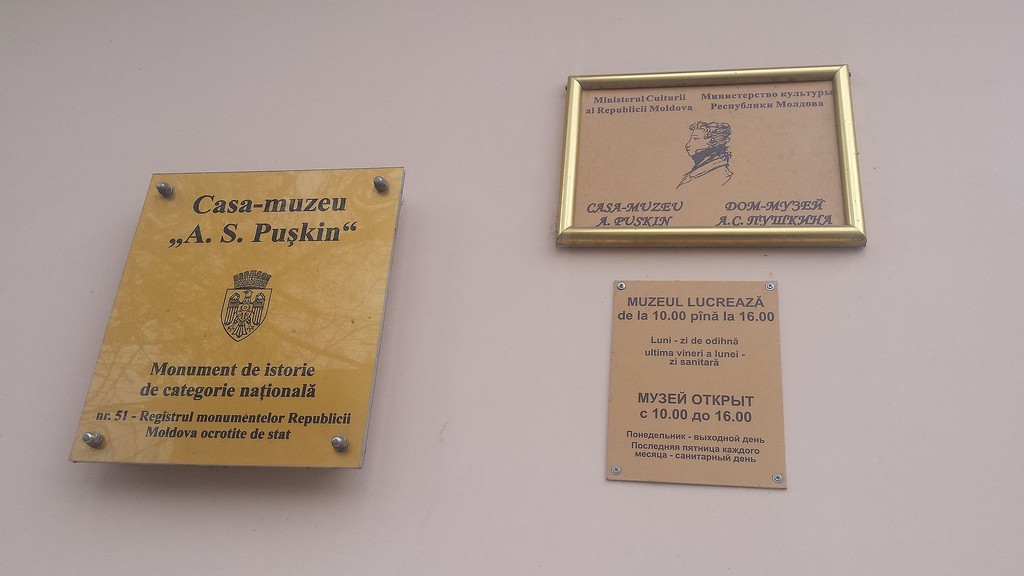 Casa-muzeu
„A. S. Pușkin“
Monument de istorie
de categorie națională
nr. 51 - Registrul monumentelor Republicii
Moldova ocrotite de stat
Ministerul Culturii
al Republicii Moldova
Министерство культуры
Республики Молдова
CASA-MUZEU
A. PUȘKIN
ДОМ-МУЗЕЙ
А.С. ПУШКИНА
MUZEUL LUCREAZĂ
de la 10.00 pînă la 16.00
Luni - zi de odihnă
ultima vineri a lunei -
zi sanitară
МУЗЕЙ ОТКРЫТ
с 10.00 до 16.00
Понедельник - выходной день
Последняя пятница каждого
месяца - санитарный день